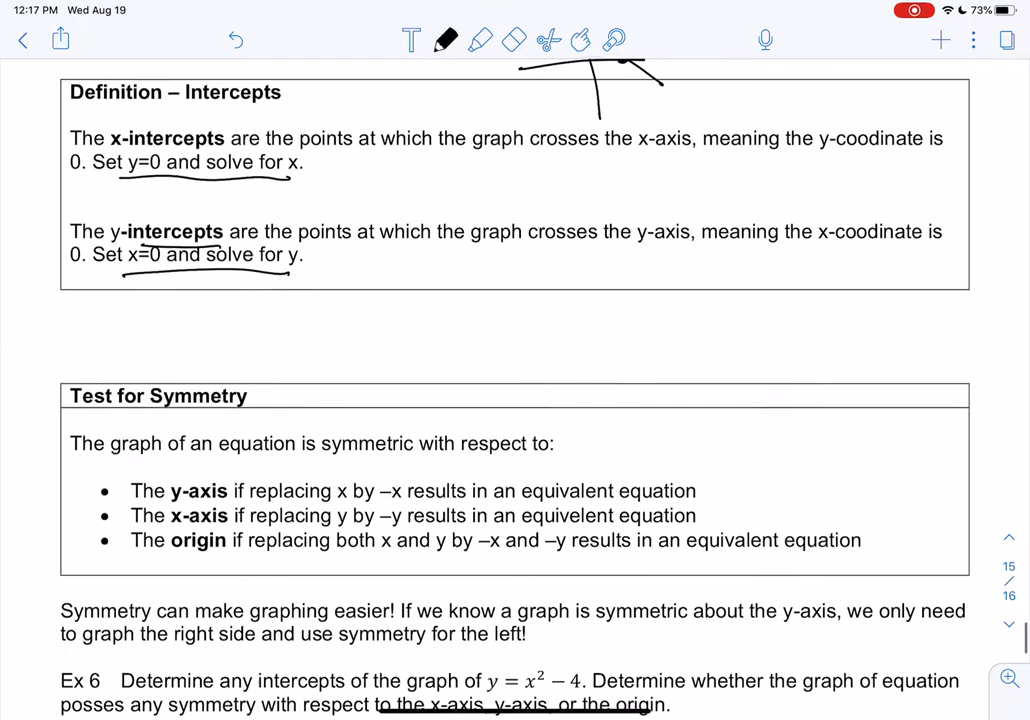 12:17 PM Wed Aug 19
73%
T
Definition – Intercepts
The x-intercepts are the points at which the graph crosses the x-axis, meaning the y-coodinate is
0. Set y=0 and solve for x.
The y-intercepts are the points at which the graph crosses the y-axis, meaning the x-coodinate is
0. Set x=0 and solve for y.
Test for Symmetry
The graph of an equation is symmetric with respect to:
• The y-axis if replacing x by –x results in an equivalent equation
• The x-axis if replacing y by –y results in an equivelent equation
• The origin if replacing both x and y by –x and –y results in an equivalent equation
15
/
16
Symmetry can make graphing easier! If we know a graph is symmetric about the y-axis, we only need
to graph the right side and use symmetry for the left!
Ex 6 Determine any intercepts of the graph of y = x² − 4. Determine whether the graph of equation
posses any symmetry with respect to the x-axis, y-axis, or the origin.